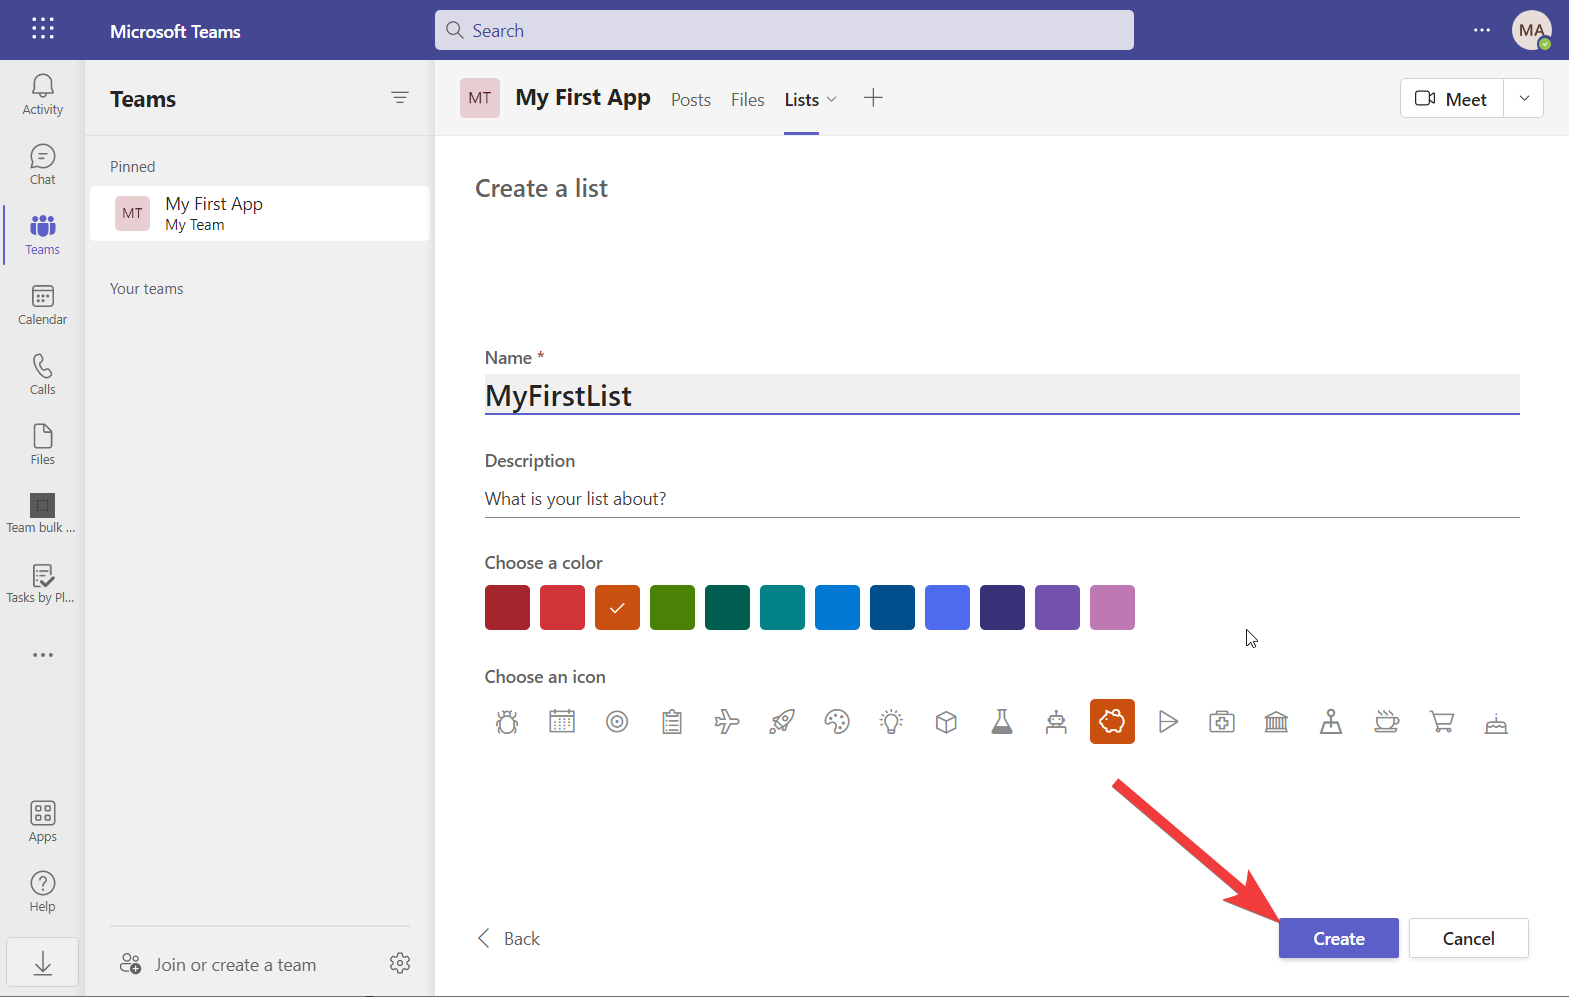 Microsoft Teams
Search
MA
Activity
Chat
Teams
Calendar
Calls
Files
Team bulk ...
Tasks by Pl...
Apps
Help
Teams
Pinned
MT
My First App
My Team
Your teams
Join or create a team
MT
My First App
Posts
Files
Lists
Meet
Create a list
Name *
MyFirstList
Description
What is your list about?
Choose a color
Choose an icon
Back
Create
Cancel